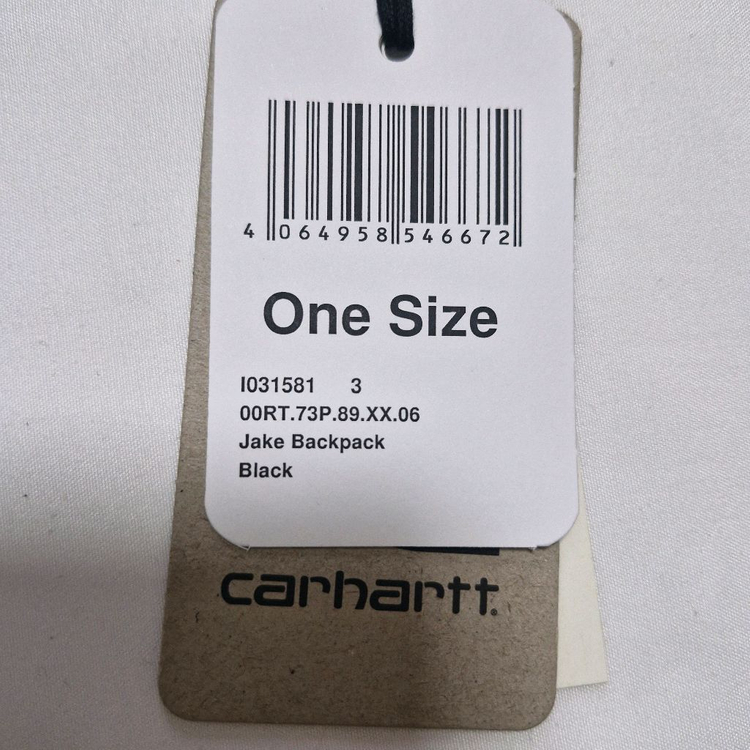 4 064958 546672
One Size
I031581 3
00RT.73P.89.XX.06
Jake Backpack
Black
carhartt.